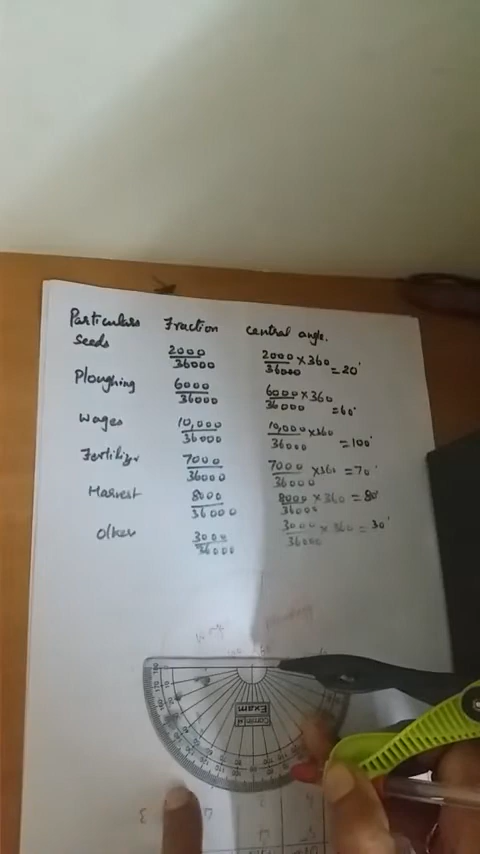 Particulars Fraction central angle.
Seeds 2000/36000 2000/36000 × 360 = 20°
Ploughing 6000/36000 6000/36000 × 360 = 60°
Wages 10,000/36000 10,000/36000 × 360 = 100°
Fertilizr 7000/36000 7000/36000 × 360 = 70°
Harvest 8000/36000 8000/36000 × 360 = 80°
Other 3000/36000 3000/36000 × 360 = 30°
Exam